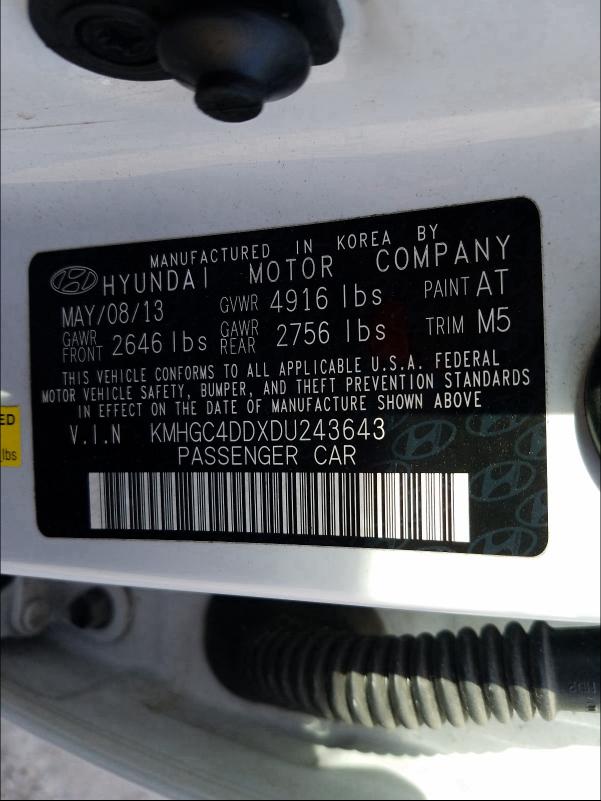 MANUFACTURED IN KOREA BY
HYUNDAI MOTOR COMPANY
MAY/08/13 GVWR 4916 lbs PAINT AT
GAWR FRONT 2646 lbs GAWR REAR 2756 lbs TRIM M5
THIS VEHICLE CONFORMS TO ALL APPLICABLE U.S.A. FEDERAL
MOTOR VEHICLE SAFETY, BUMPER, AND THEFT PREVENTION STANDARDS
IN EFFECT ON THE DATE OF MANUFACTURE SHOWN ABOVE
V.I.N KMHGC4DDXDU243643
PASSENGER CAR
lbs